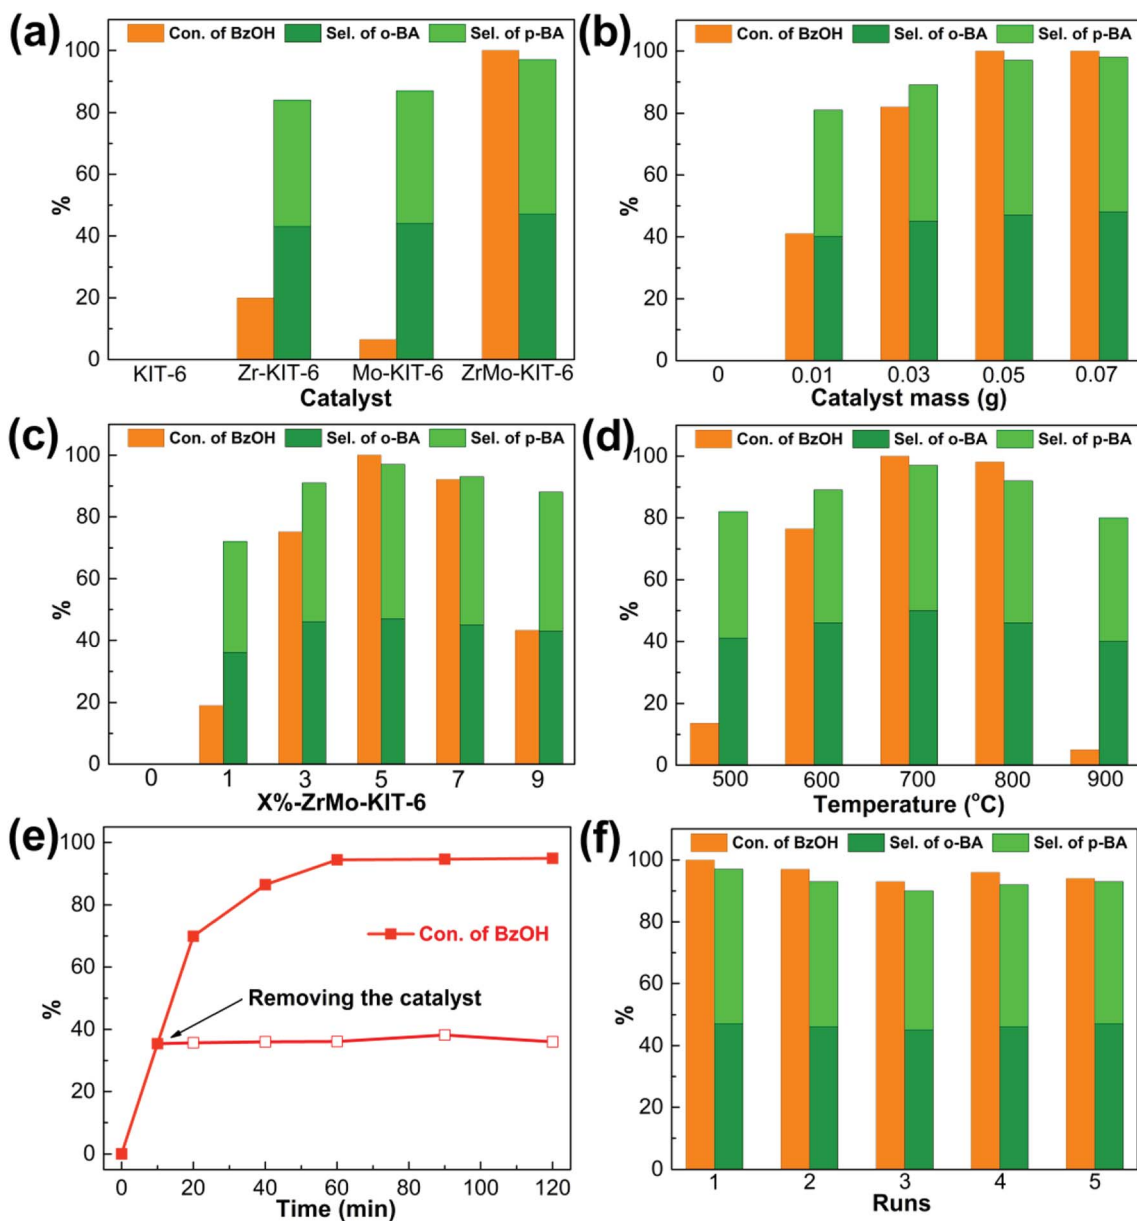 (a)
Con. of BzOH Sel. of o-BA Sel. of p-BA
100
80
60
40
20
0
%
KIT-6 Zr-KIT-6 Mo-KIT-6 ZrMo-KIT-6
Catalyst
(b)
Con. of BzOH Sel. of o-BA Sel. of p-BA
100
80
60
40
20
0
%
0 0.01 0.03 0.05 0.07
Catalyst mass (g)
(c)
Con. of BzOH Sel. of o-BA Sel. of p-BA
100
80
60
40
20
0
%
0 1 3 5 7 9
X%-ZrMo-KIT-6
(d)
Con. of BzOH Sel. of o-BA Sel. of p-BA
100
80
60
40
20
0
%
500 600 700 800 900
Temperature (°C)
(e)
100
80
60
40
20
0
%
Con. of BzOH
Removing the catalyst
0 20 40 60 80 100 120
Time (min)
(f)
Con. of BzOH Sel. of o-BA Sel. of p-BA
100
80
60
40
20
0
%
1 2 3 4 5
Runs